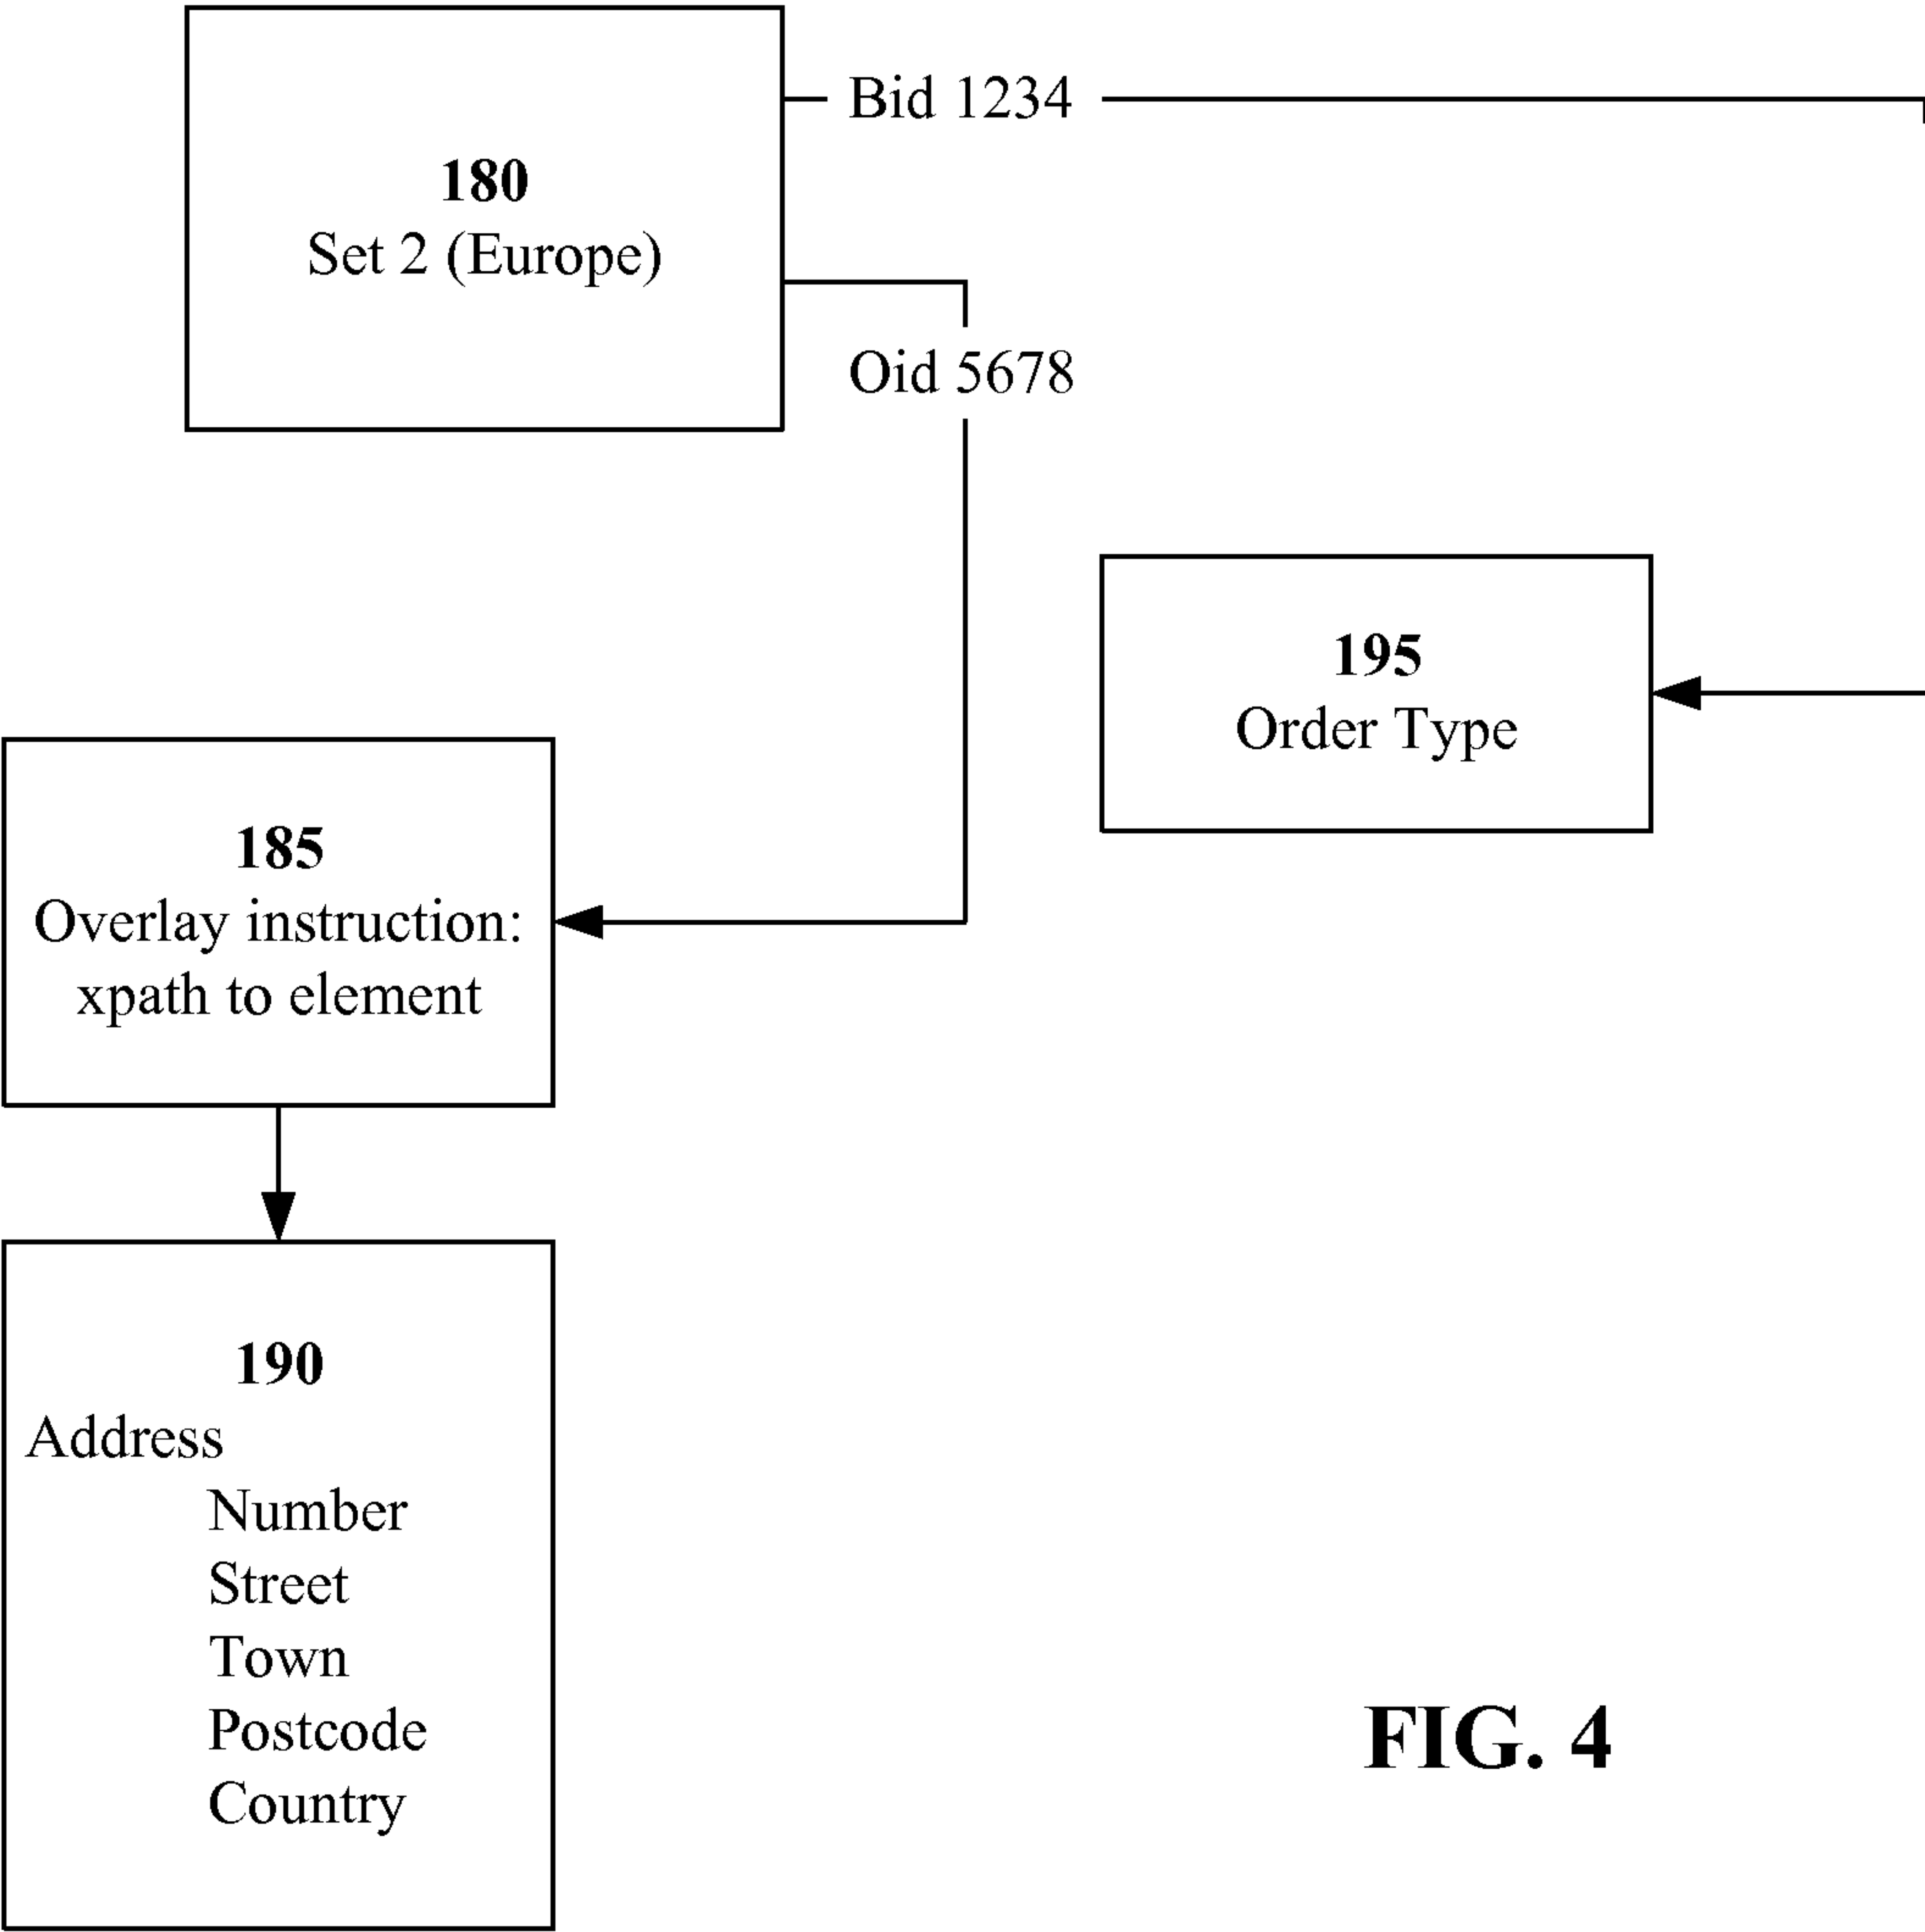 Bid 1234
180
Set 2 (Europe)
Oid 5678
195
Order Type
185
Overlay instruction:
xpath to element
190
Address
Number
Street
Town
Postcode
Country
FIG. 4